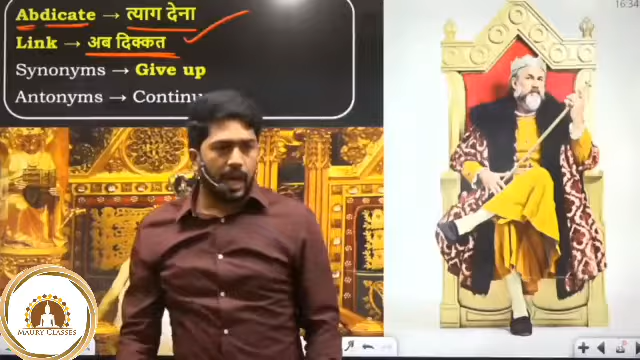 16:34
Abdicate → त्याग देना
Link → अब दिक्कत
Synonyms → Give up
Antonyms → Continu
MAURY CLASSES